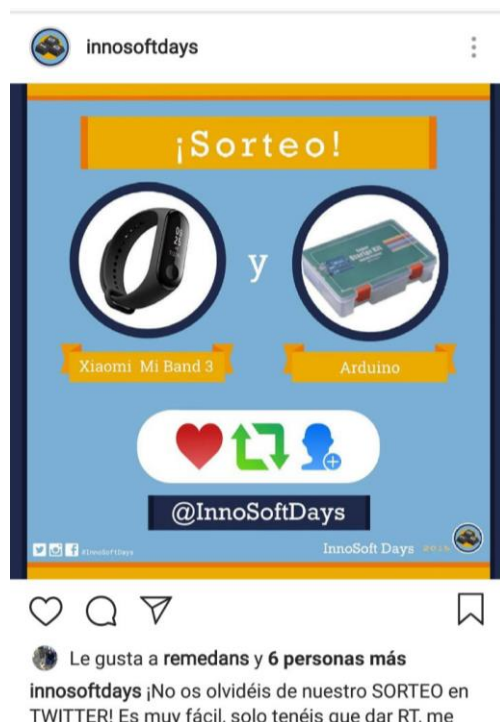 innosoftdays
¡Sorteo!
y
Xiaomi Mi Band 3
Arduino
@InnoSoftDays
#InnoSoftDays
InnoSoft Days
Le gusta a remedans y 6 personas más
innosoftdays ¡No os olvidéis de nuestro SORTEO en
TWITTER! Es muy fácil, solo tenéis que dar RT, me